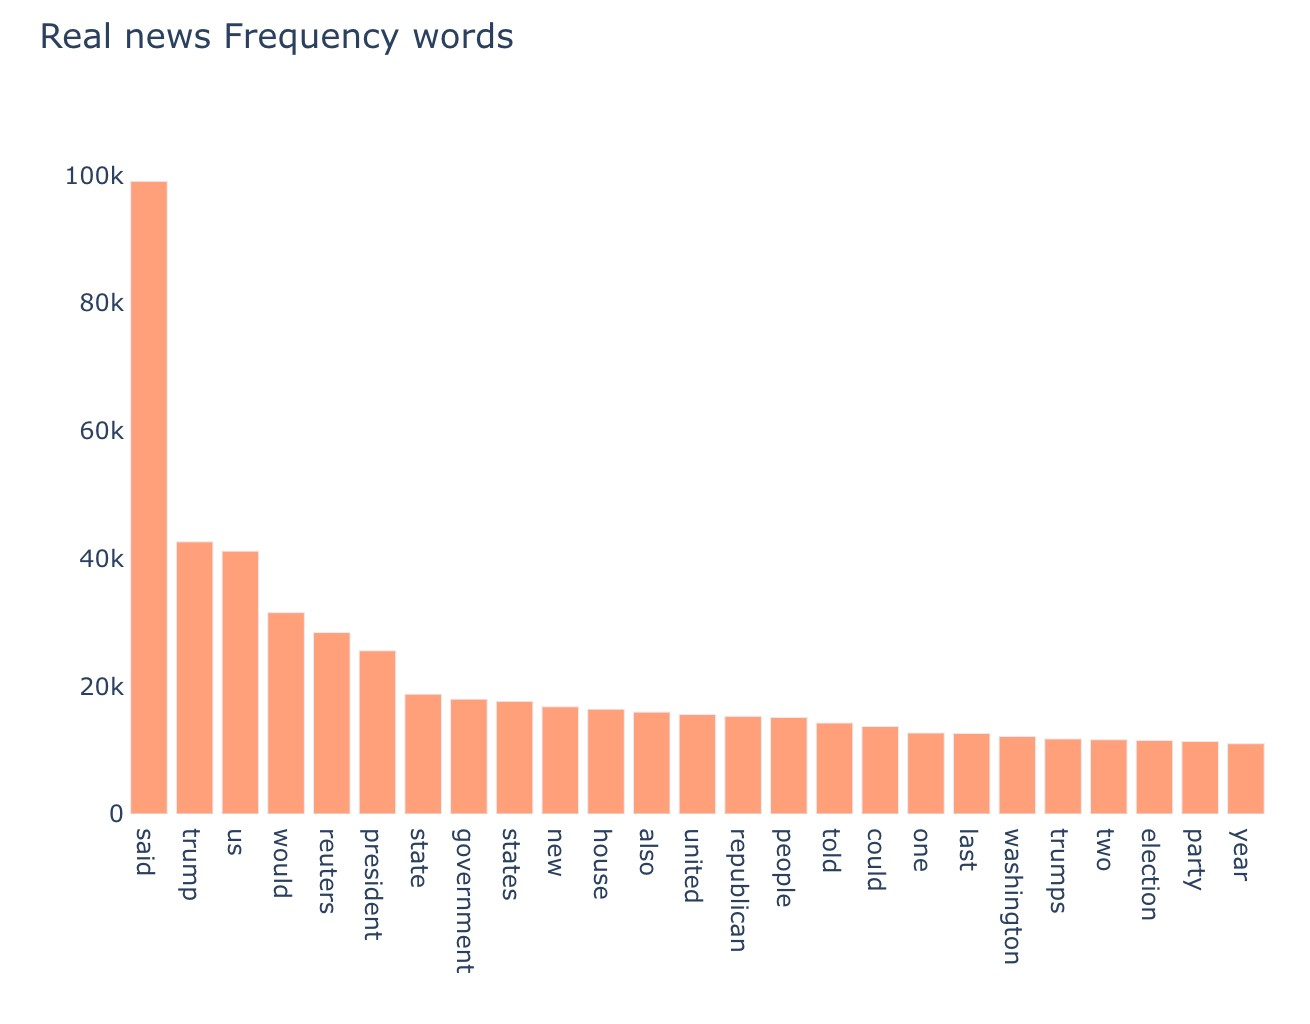 Real news Frequency words
100k
80k
60k
40k
20k
0
said
trump
us
would
reuters
president
state
government
states
new
house
also
united
republican
people
told
could
one
last
washington
trumps
two
election
party
year